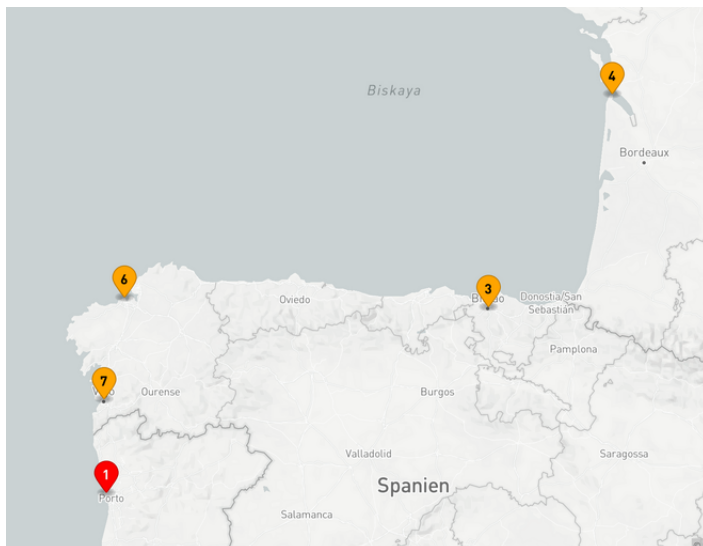 4
Biskaya
Bordeaux
6
3
Oviedo
Donostia/San
Sebastián
Pamplona
7
Ourense
Burgos
1
Porto
Valladolid
Saragossa
Spanien
Salamanca